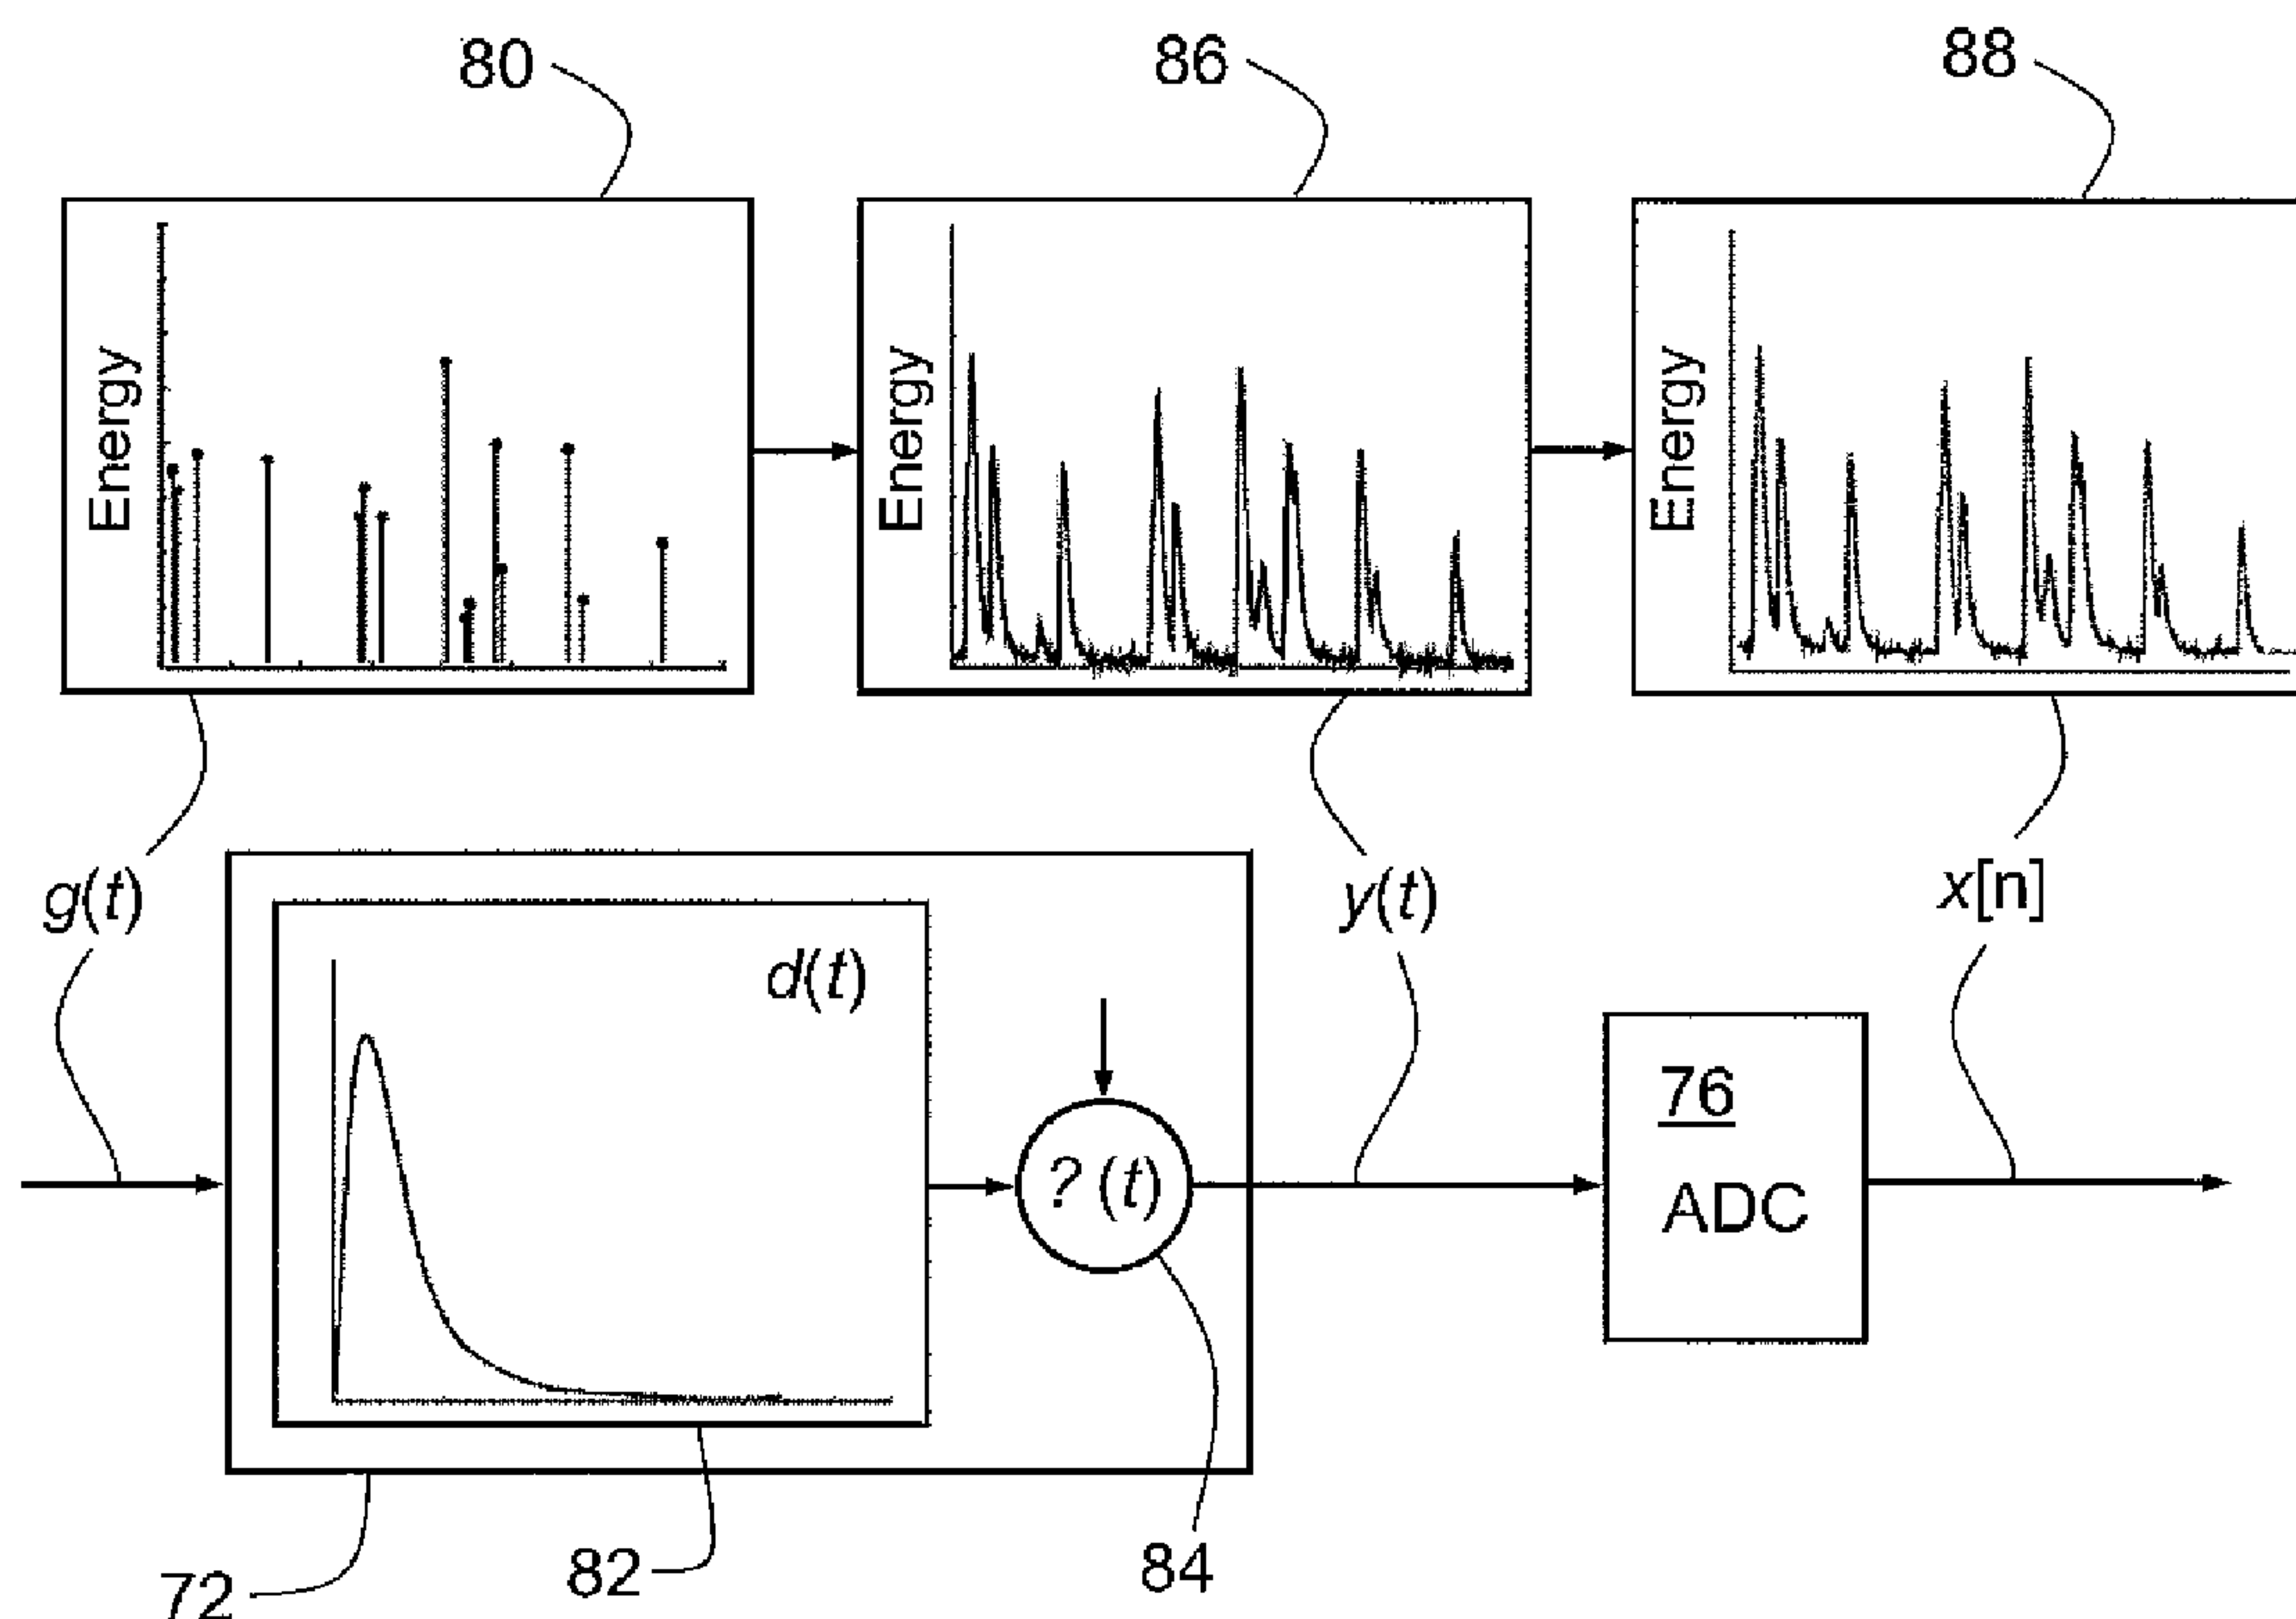 80
86
88
Energy
Energy
Energy
g(t)
y(t)
x[n]
d(t)
? (t)
76
ADC
72
82
84